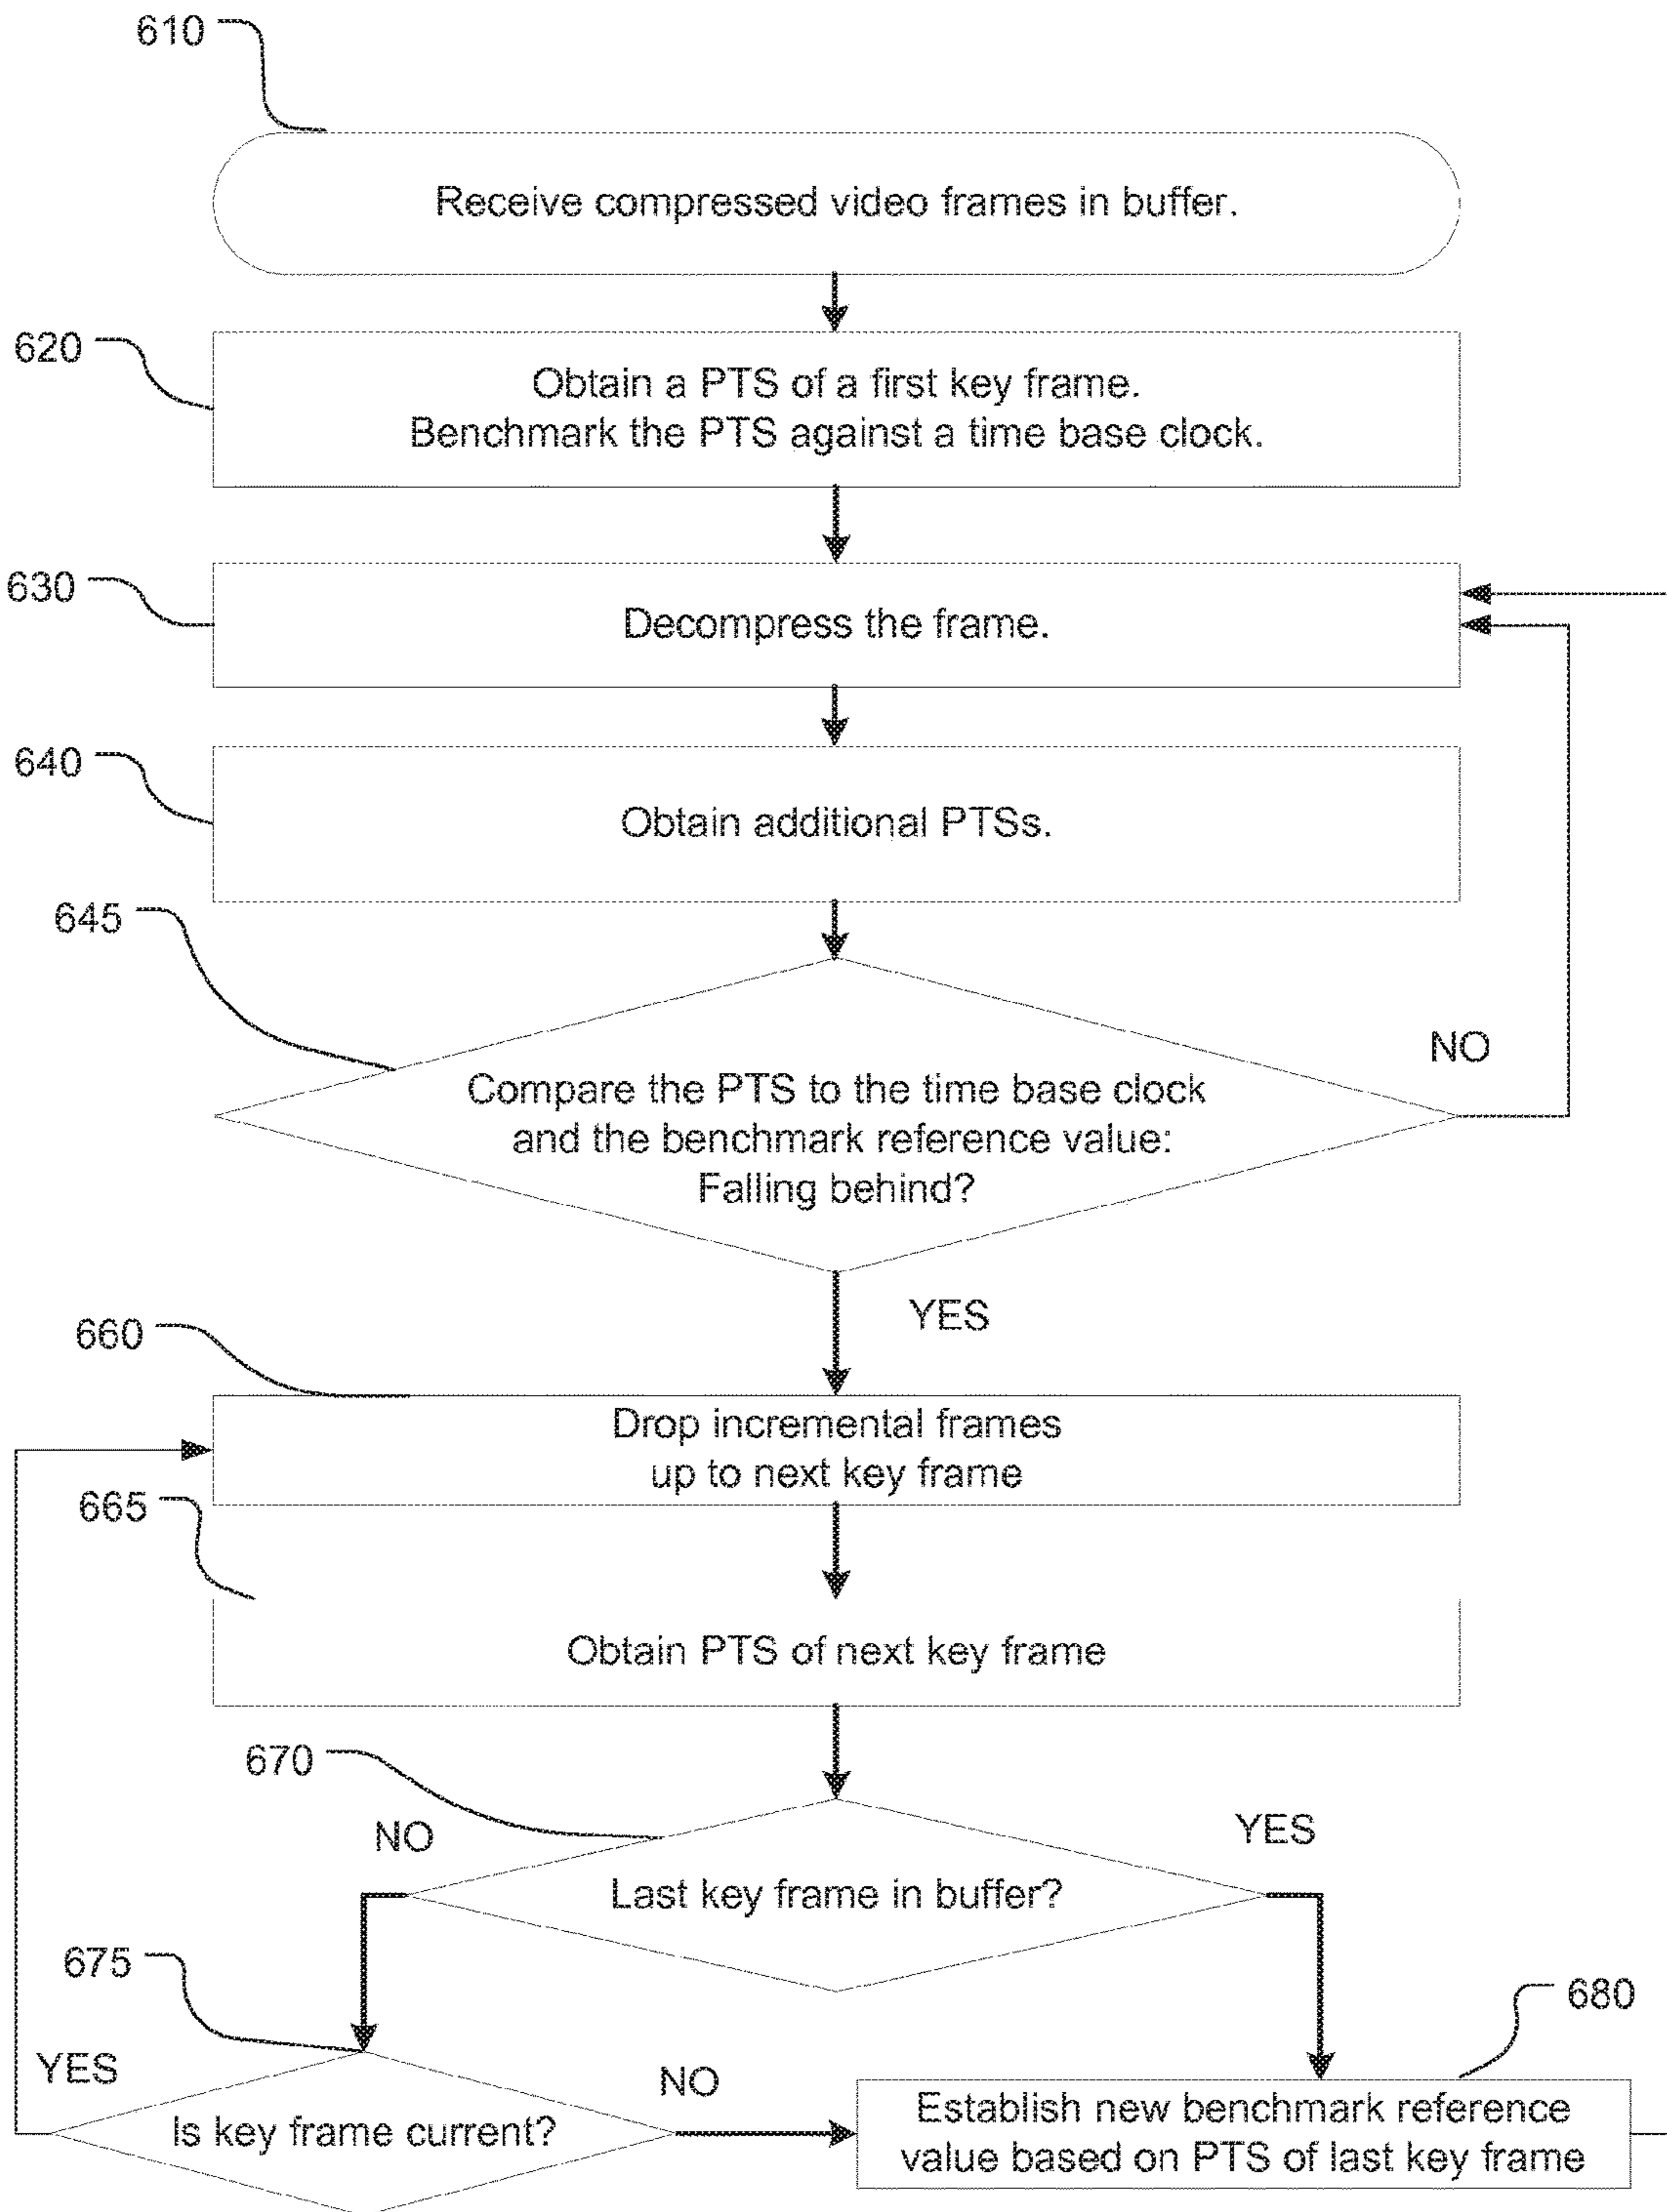 610
Receive compressed video frames in buffer.
620
Obtain a PTS of a first key frame.
Benchmark the PTS against a time base clock.
630
Decompress the frame.
640
Obtain additional PTSs.
645
NO
Compare the PTS to the time base clock
and the benchmark reference value:
Falling behind?
YES
660
Drop incremental frames
up to next key frame
665
Obtain PTS of next key frame
670
NO
YES
Last key frame in buffer?
675
680
YES
NO
Is key frame current?
Establish new benchmark reference
value based on PTS of last key frame